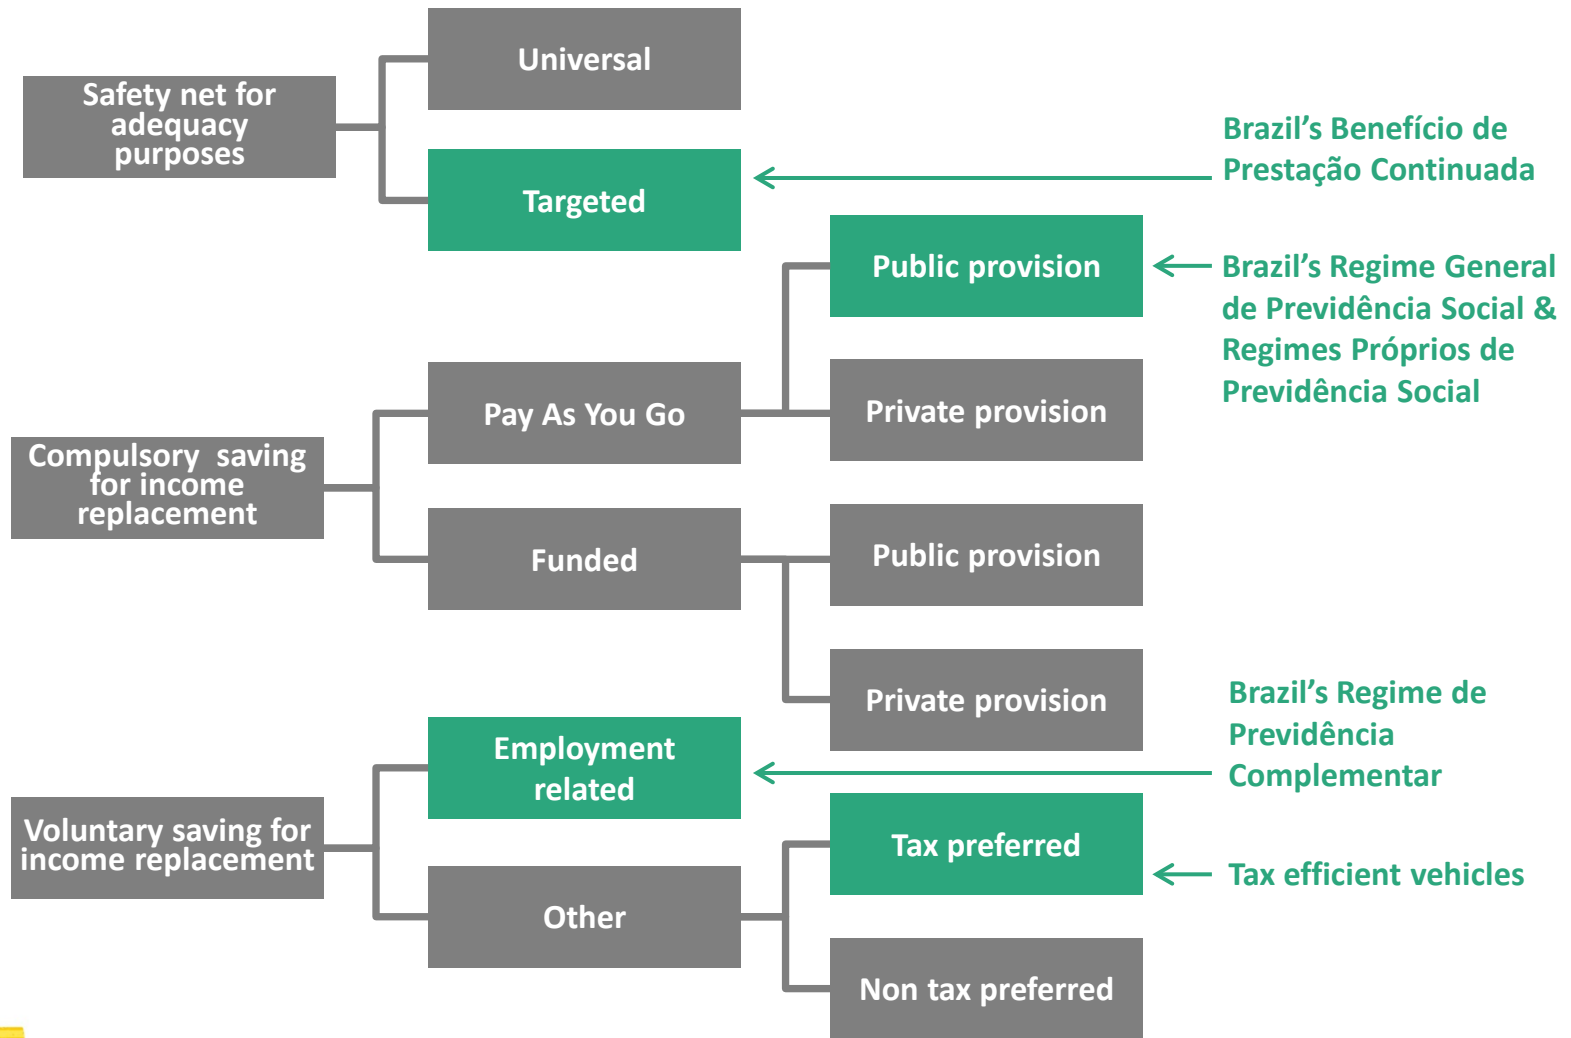 Universal
Safety net for
adequacy
purposes
Targeted
Brazil’s Benefício de
Prestação Continuada
Public provision
Brazil’s Regime General
de Previdência Social &
Regimes Próprios de
Previdência Social
Pay As You Go
Private provision
Compulsory saving
for income
replacement
Funded
Public provision
Private provision
Brazil’s Regime de
Previdência
Complementar
Employment
related
Voluntary saving for
income replacement
Tax preferred
Tax efficient vehicles
Other
Non tax preferred